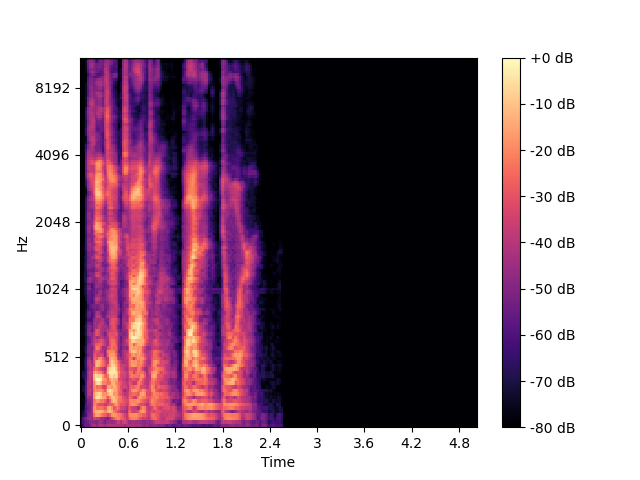 +0 dB
8192
-10 dB
4096
-20 dB
-30 dB
2048
Hz
-40 dB
1024
-50 dB
-60 dB
512
-70 dB
0
-80 dB
0 0.6 1.2 1.8 2.4 3 3.6 4.2 4.8
Time